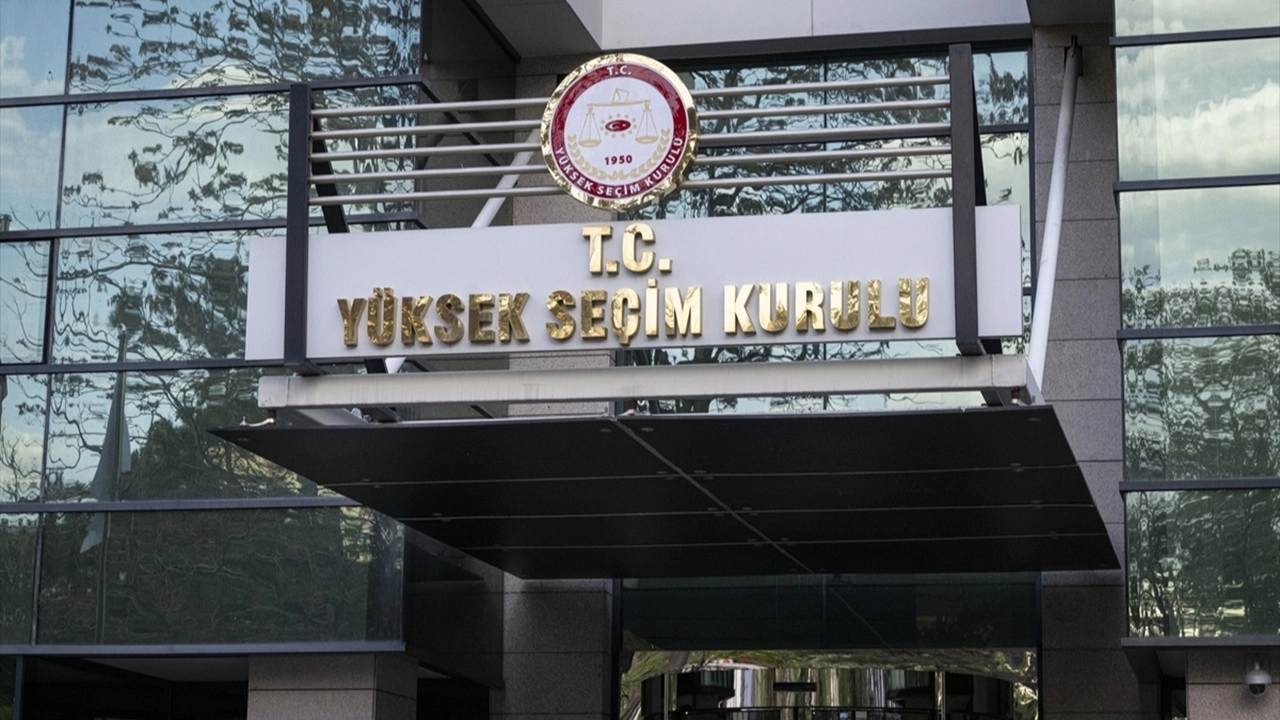 T.C.
1950
YÜKSEK SEÇİM KURULU
T.C.
YÜKSEK SEÇİM KURULU